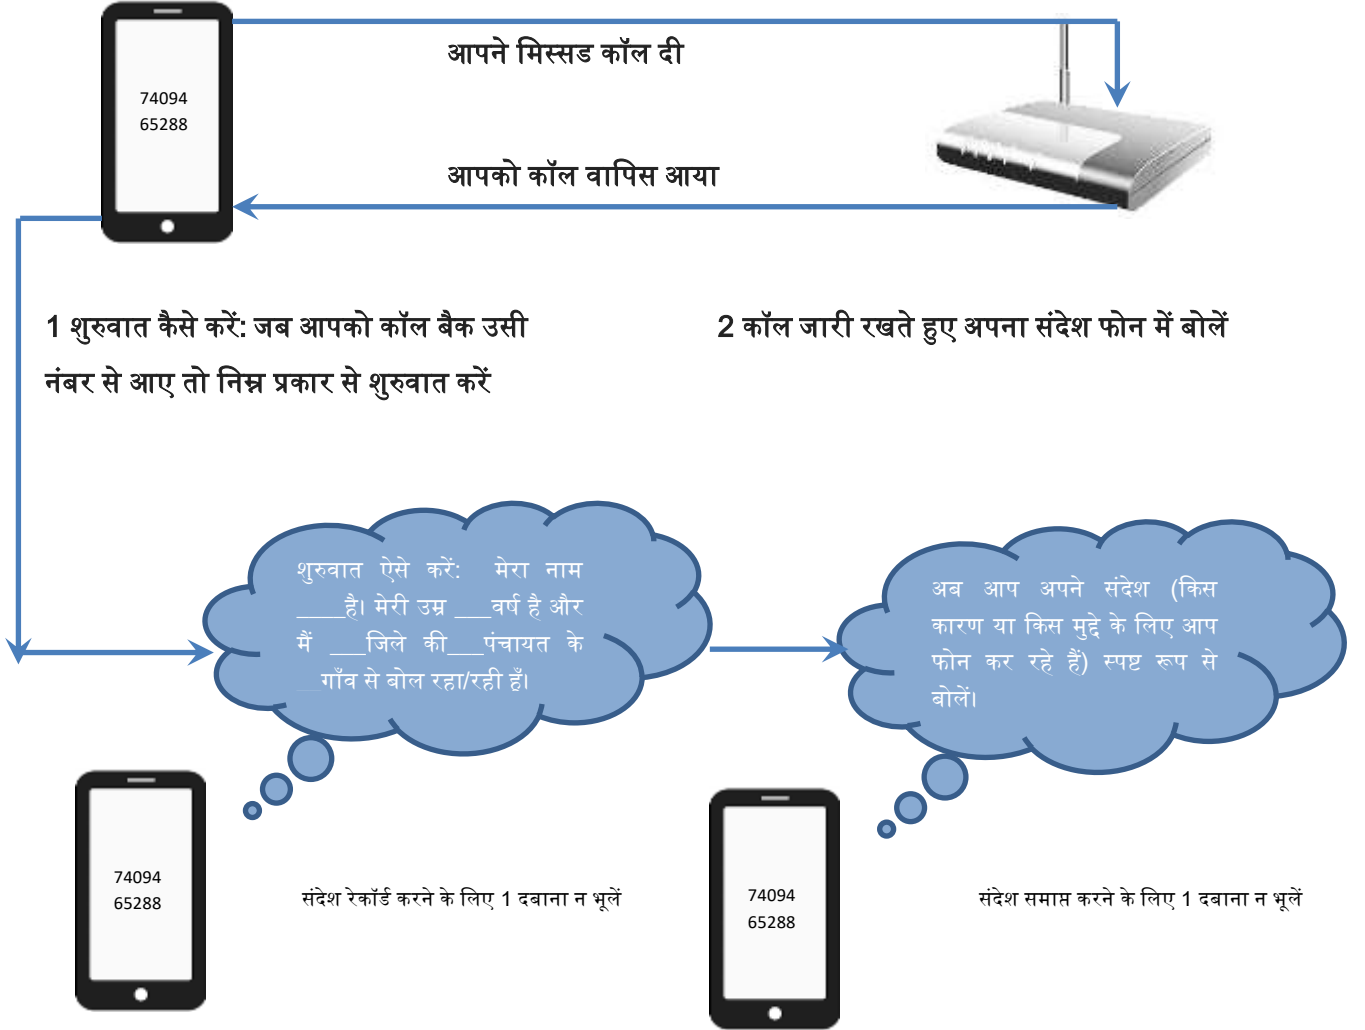 74094
65288
आपने मिस्सड कॉल दी
आपको कॉल वापिस आया
1 शुरुवात कैसे करें: जब आपको कॉल बैक उसी
नंबर से आए तो निम्न प्रकार से शुरुवात करें
2 कॉल जारी रखते हुए अपना संदेश फोन में बोलें
शुरुवात ऐसे करें: मेरा नाम
____है। मेरी उम्र ___वर्ष है और
मैं ___जिले की___पंचायत के
__गाँव से बोल रहा/रही हूँ।
अब आप अपने संदेश (किस
कारण या किस मुद्दे के लिए आप
फोन कर रहे हैं) स्पष्ट रूप से
बोलें।
74094
65288
संदेश रेकॉर्ड करने के लिए 1 दबाना न भूलें
74094
65288
संदेश समाप्त करने के लिए 1 दबाना न भूलें